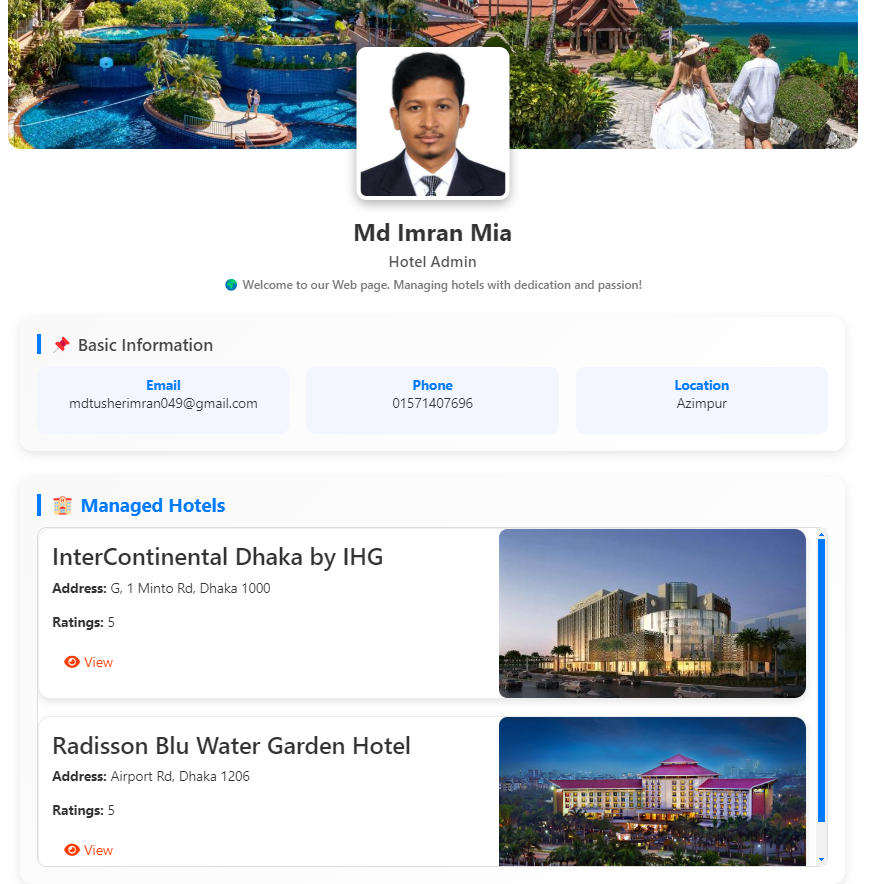 Md Imran Mia
Hotel Admin
🌍 Welcome to our Web page. Managing hotels with dedication and passion!
📌 Basic Information
Email
mdtusherimran049@gmail.com
Phone
01571407696
Location
Azimpur
🏨 Managed Hotels
InterContinental Dhaka by IHG
Address: G, 1 Minto Rd, Dhaka 1000
Ratings: 5
View
Radisson Blu Water Garden Hotel
Address: Airport Rd, Dhaka 1206
Ratings: 5
View